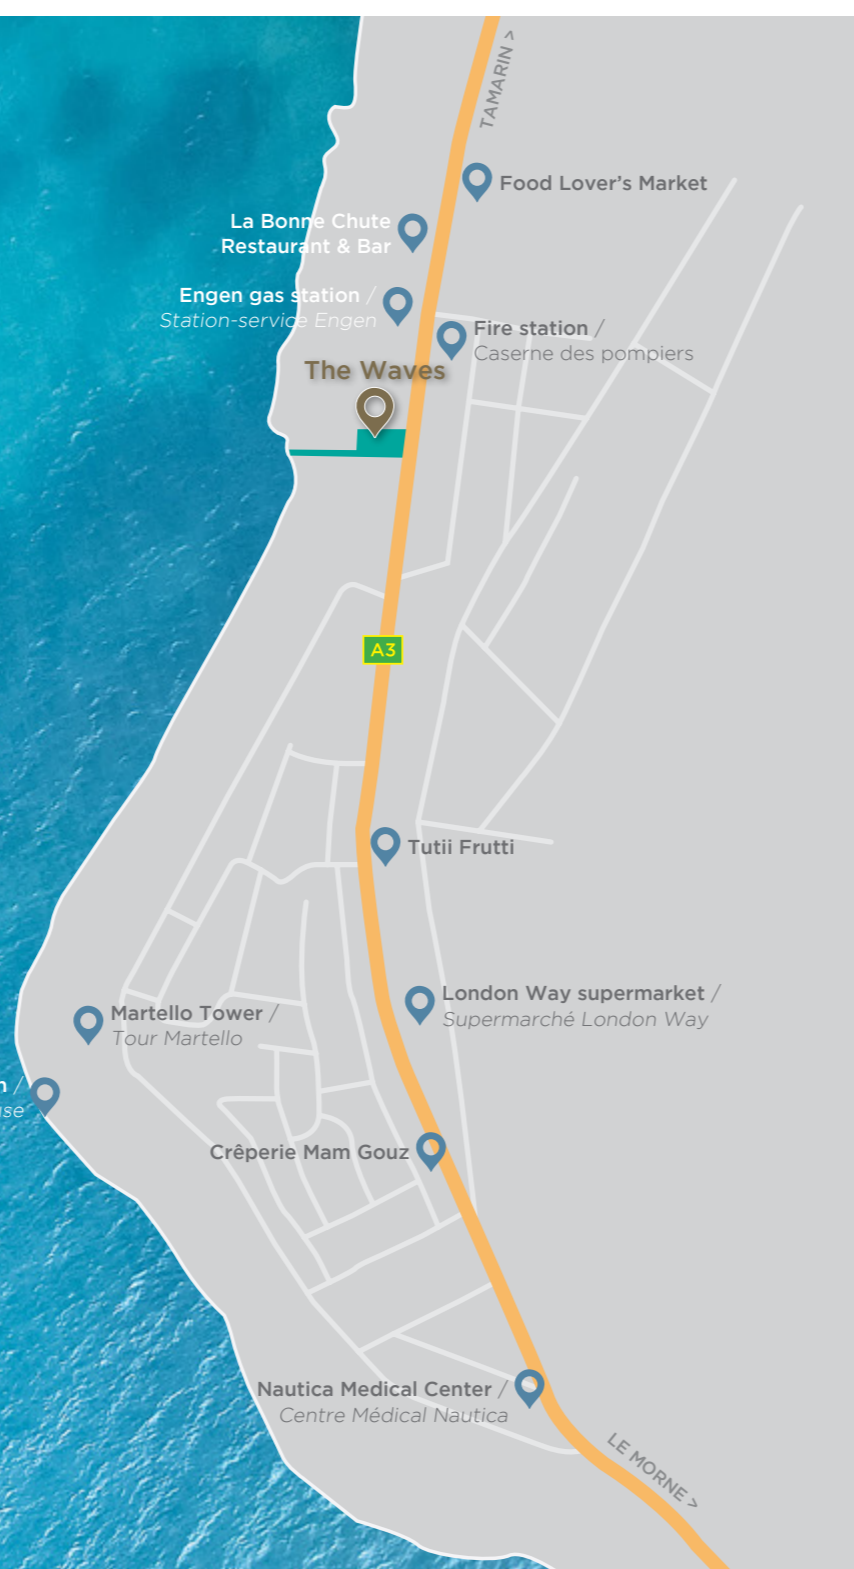 TAMARIN >
Food Lover's Market
La Bonne Chute
Restaurant & Bar
Engen gas station /
Station-service Engen
Fire station /
Caserne des pompiers
The Waves
A3
Tutii Frutti
London Way supermarket /
Supermarché London Way
Martello Tower /
Tour Martello
Crêperie Mam Gouz
Nautica Medical Center /
Centre Médical Nautica
LE MORNE >